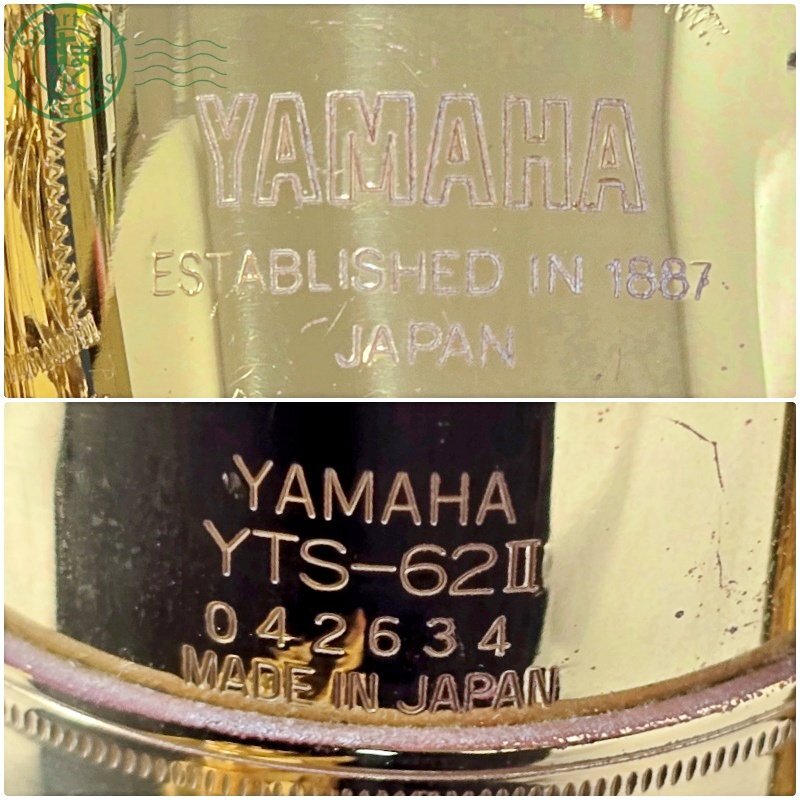 YAMAHA
ESTABLISHED IN 1887
JAPAN
YAMAHA
YTS-62II
042634
MADE IN JAPAN